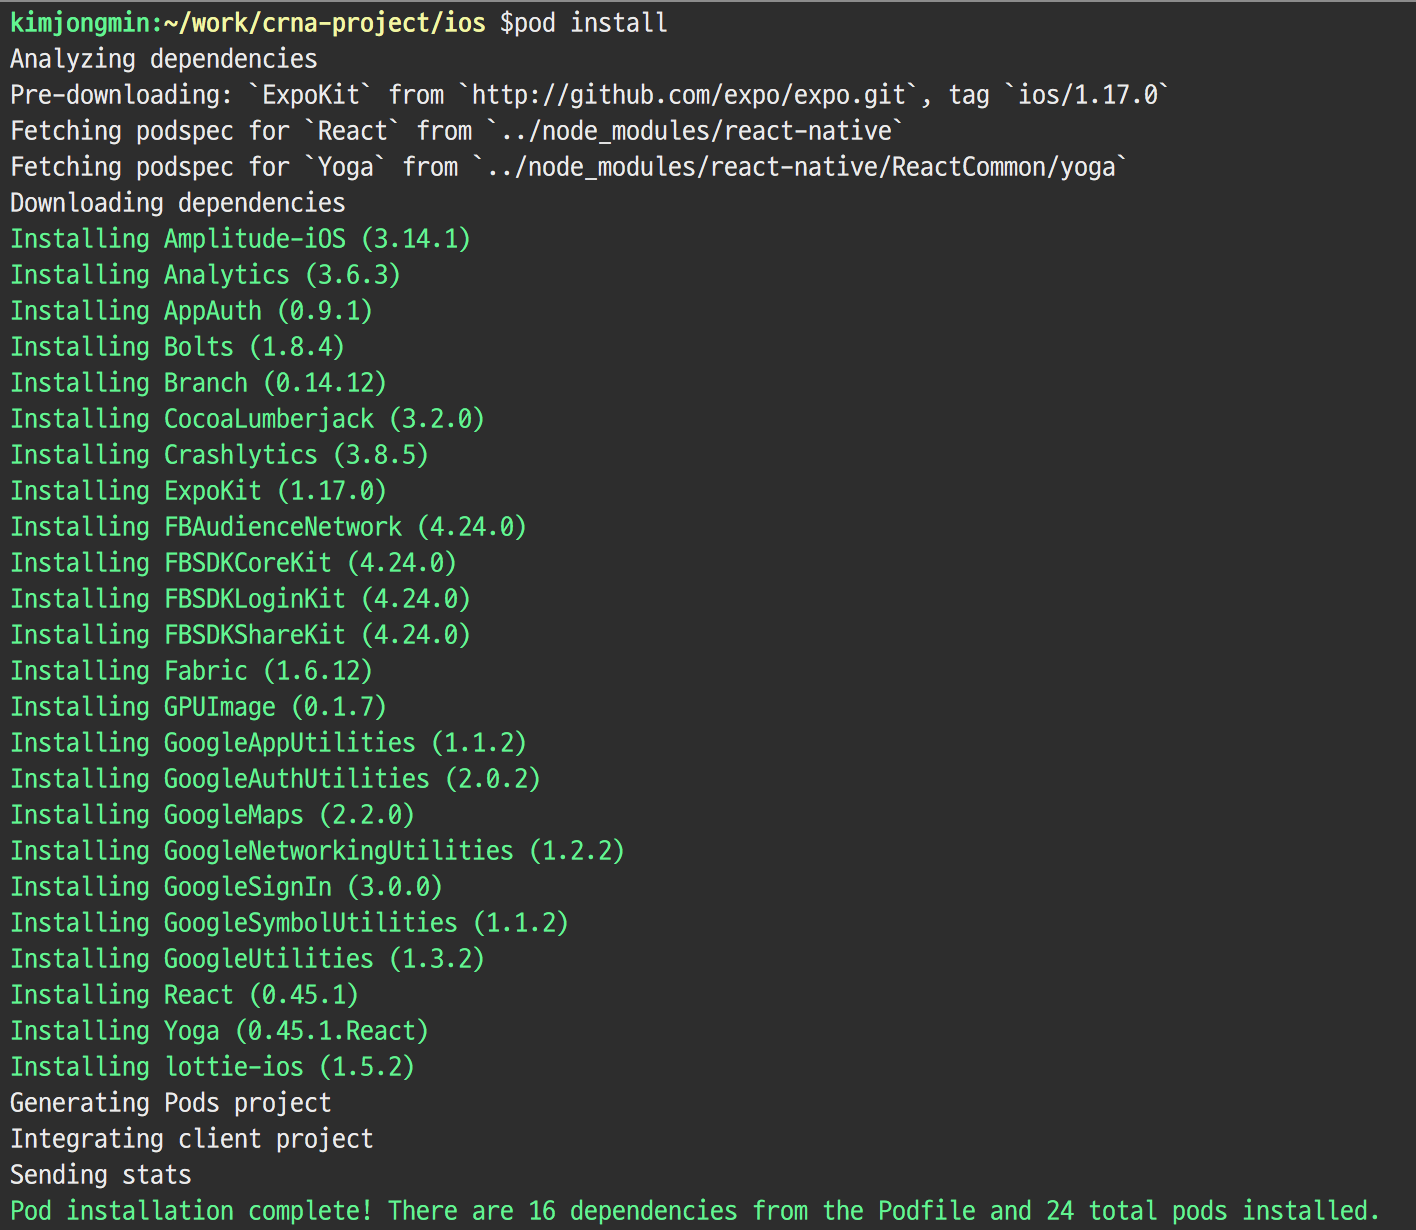 kimjongmin:~/work/crna-project/ios $pod install
Analyzing dependencies
Pre-downloading: `ExpoKit` from `http://github.com/expo/expo.git`, tag `ios/1.17.0`
Fetching podspec for `React` from `../node_modules/react-native`
Fetching podspec for `Yoga` from `../node_modules/react-native/ReactCommon/yoga`
Downloading dependencies
Installing Amplitude-iOS (3.14.1)
Installing Analytics (3.6.3)
Installing AppAuth (0.9.1)
Installing Bolts (1.8.4)
Installing Branch (0.14.12)
Installing CocoaLumberjack (3.2.0)
Installing Crashlytics (3.8.5)
Installing ExpoKit (1.17.0)
Installing FBAudienceNetwork (4.24.0)
Installing FBSDKCoreKit (4.24.0)
Installing FBSDKLoginKit (4.24.0)
Installing FBSDKShareKit (4.24.0)
Installing Fabric (1.6.12)
Installing GPUImage (0.1.7)
Installing GoogleAppUtilities (1.1.2)
Installing GoogleAuthUtilities (2.0.2)
Installing GoogleMaps (2.2.0)
Installing GoogleNetworkingUtilities (1.2.2)
Installing GoogleSignIn (3.0.0)
Installing GoogleSymbolUtilities (1.1.2)
Installing GoogleUtilities (1.3.2)
Installing React (0.45.1)
Installing Yoga (0.45.1.React)
Installing lottie-ios (1.5.2)
Generating Pods project
Integrating client project
Sending stats
Pod installation complete! There are 16 dependencies from the Podfile and 24 total pods installed.